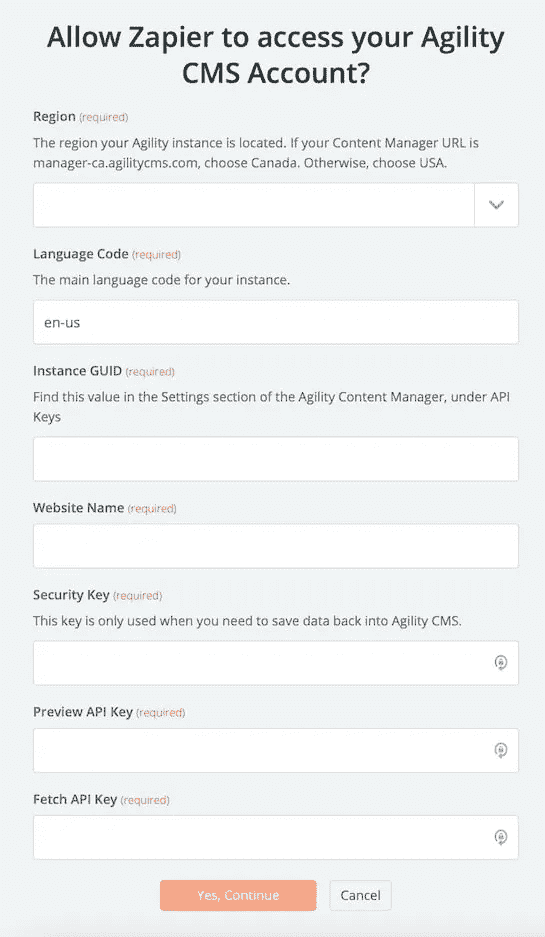 Allow Zapier to access your Agility
CMS Account?
Region (required)
The region your Agility instance is located. If your Content Manager URL is
manager-ca.agilitycms.com, choose Canada. Otherwise, choose USA.
Language Code (required)
The main language code for your instance.
en-us
Instance GUID (required)
Find this value in the Settings section of the Agility Content Manager, under API
Keys
Website Name (required)
Security Key (required)
This key is only used when you need to save data back into Agility CMS.
Preview API Key (required)
Fetch API Key (required)
Yes, Continue Cancel